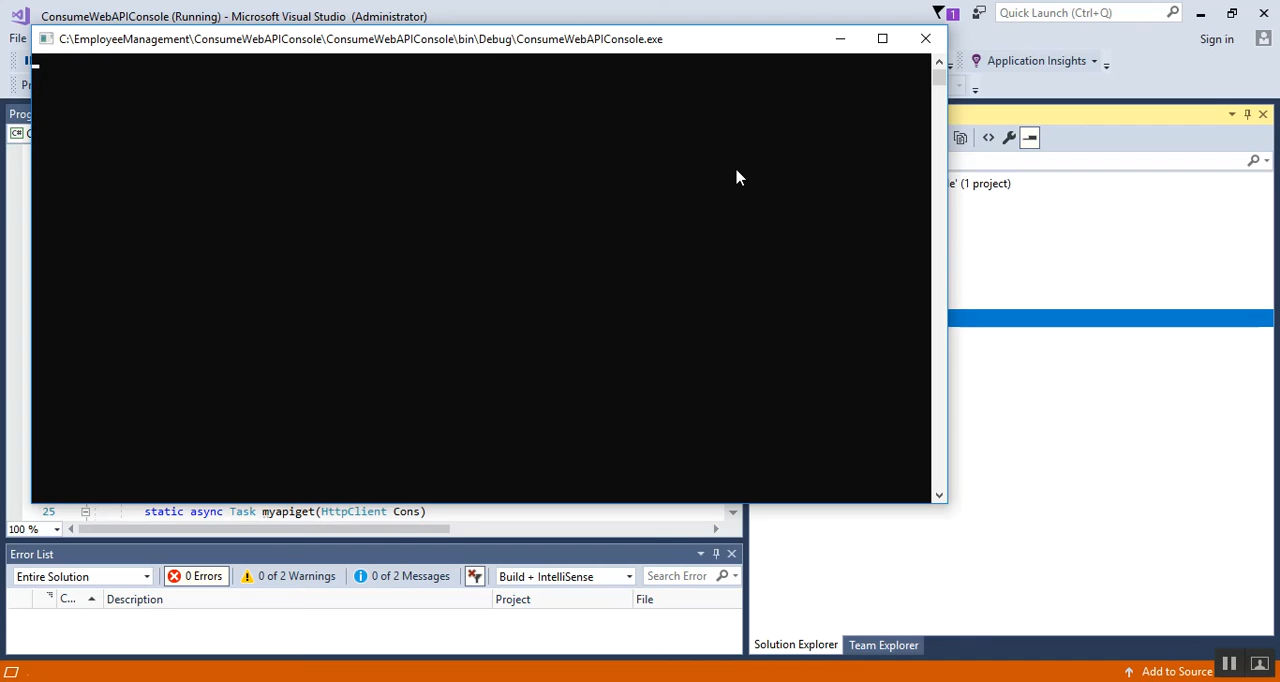 ConsumeWebAPIConsole (Running) - Microsoft Visual Studio (Administrator)
1
Quick Launch (Ctrl+Q)
File
Sign in
C:\EmployeeManagement\ConsumeWebAPIConsole\ConsumeWebAPIConsole\bin\Debug\ConsumeWebAPIConsole.exe
Application Insights
C#
e' (1 project)
25 static async Task myapiget(HttpClient Cons)
100 %
Error List
Entire Solution
0 Errors
0 of 2 Warnings
0 of 2 Messages
Build + IntelliSense
Search Error
C...
Description
Project
File
Solution Explorer
Team Explorer
Add to Source